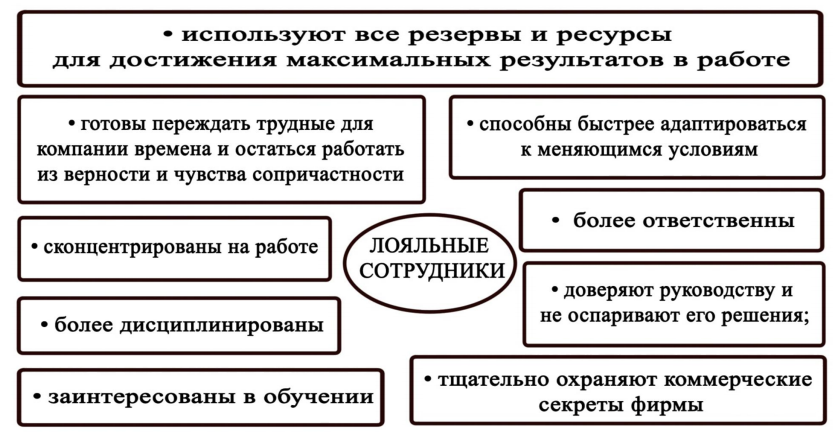 • используют все резервы и ресурсы
для достижения максимальных результатов в работе
• готовы переждать трудные для
компании времена и остаться работать
из верности и чувства сопричастности
• способны быстрее адаптироваться
к меняющимся условиям
• более ответственны
• сконцентрированы на работе
ЛОЯЛЬНЫЕ
СОТРУДНИКИ
• доверяют руководству и
не оспаривают его решения;
• более дисциплинированы
• заинтересованы в обучении
• тщательно охраняют коммерческие
секреты фирмы